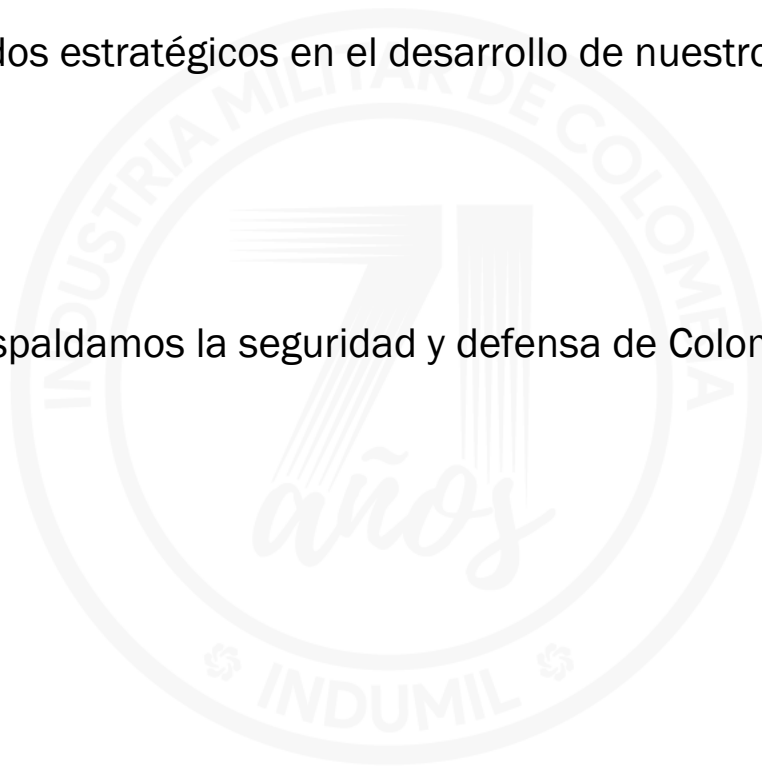 dos estratégicos en el desarrollo de nuestro
spaldamos la seguridad y defensa de Colom
INDUSTRIA MILITAR DE COLOMBIA
71
años
INDUMIL